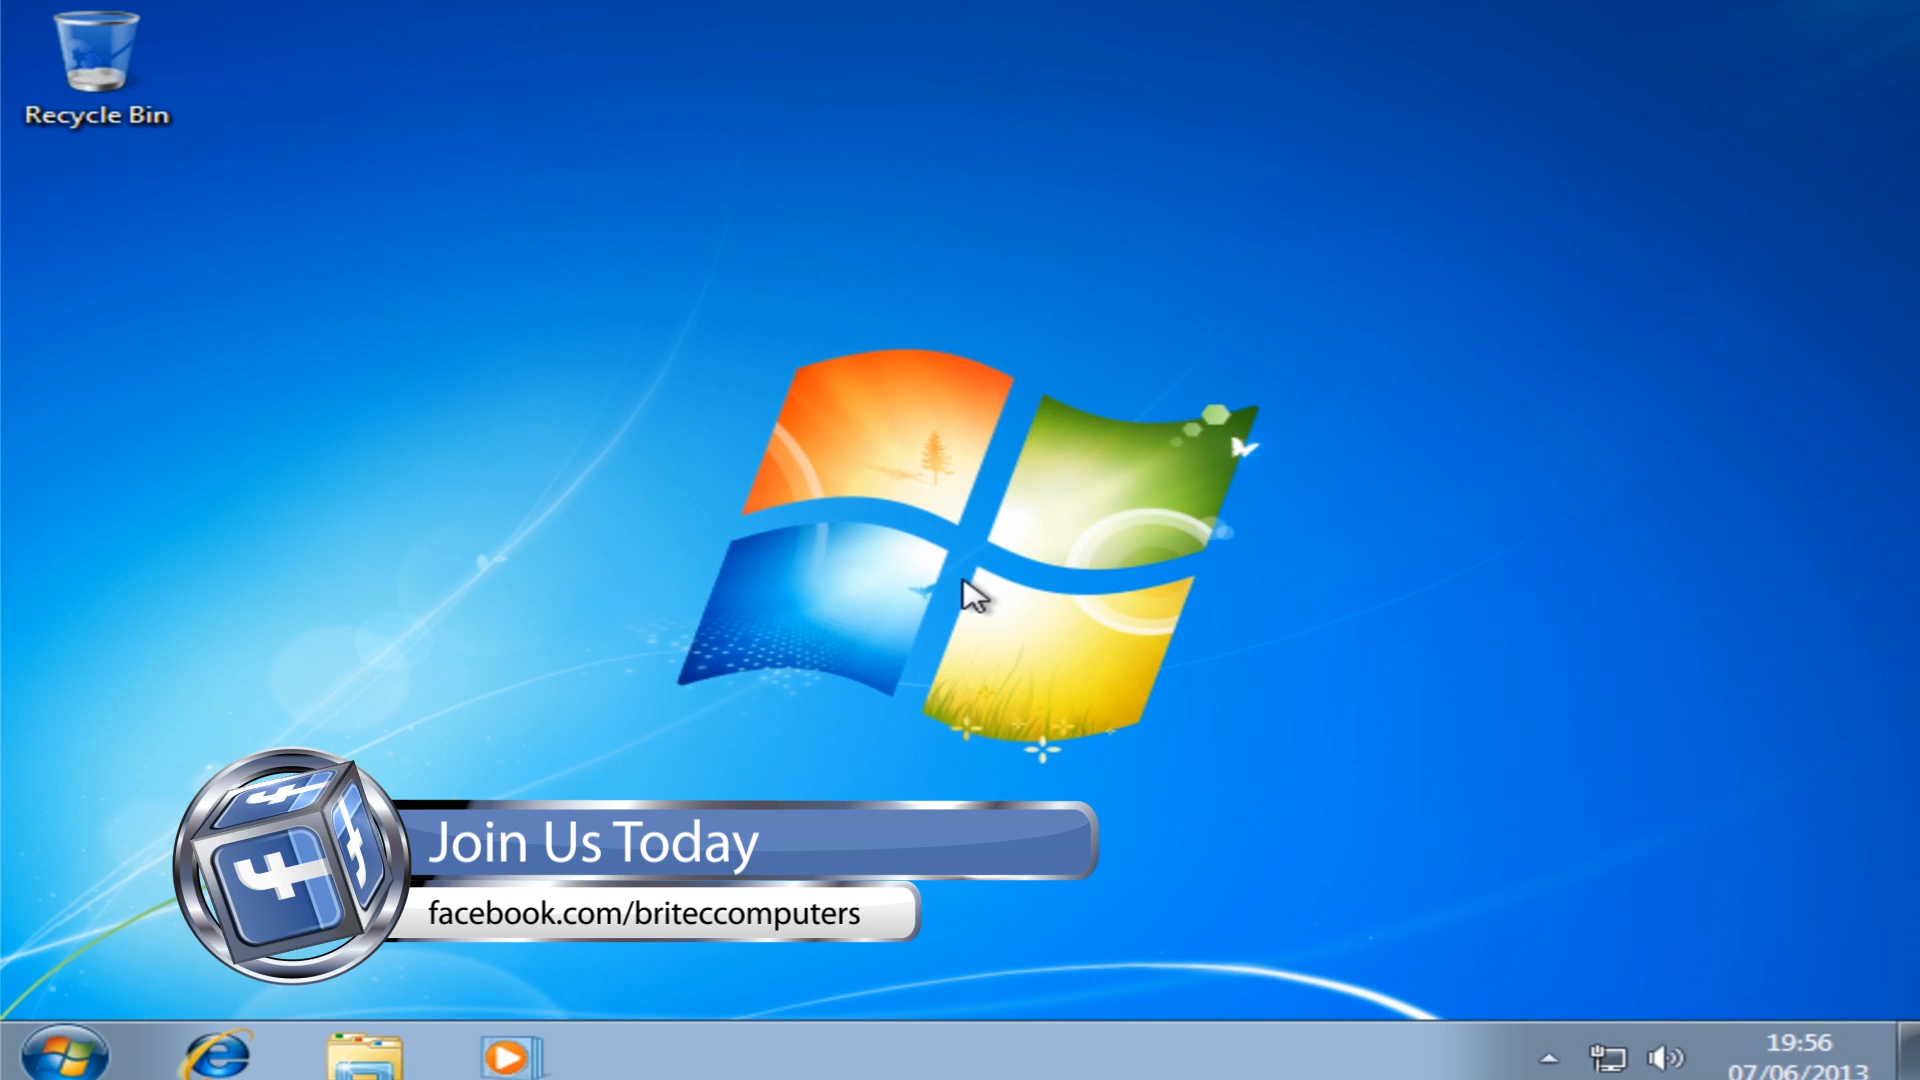 Recycle Bin
Join Us Today
facebook.com/briteccomputers
19:56
07/06/2013